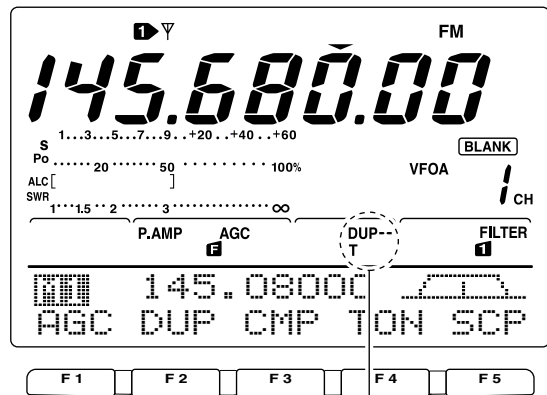 1 FM
145.680.00
S 1...3...5...7...9..+20..+40..+60
Po ······ 20 ········ 50 ·············· 100%
BLANK
VFOA
ALC [ ]
1 CH
SWR 1···1.5··2········3················∞
P.AMP AGC DUP-- FILTER
F T 1
M1 145.08000
AGC DUP CMP TON SCP
F1 F2 F3 F4 F5